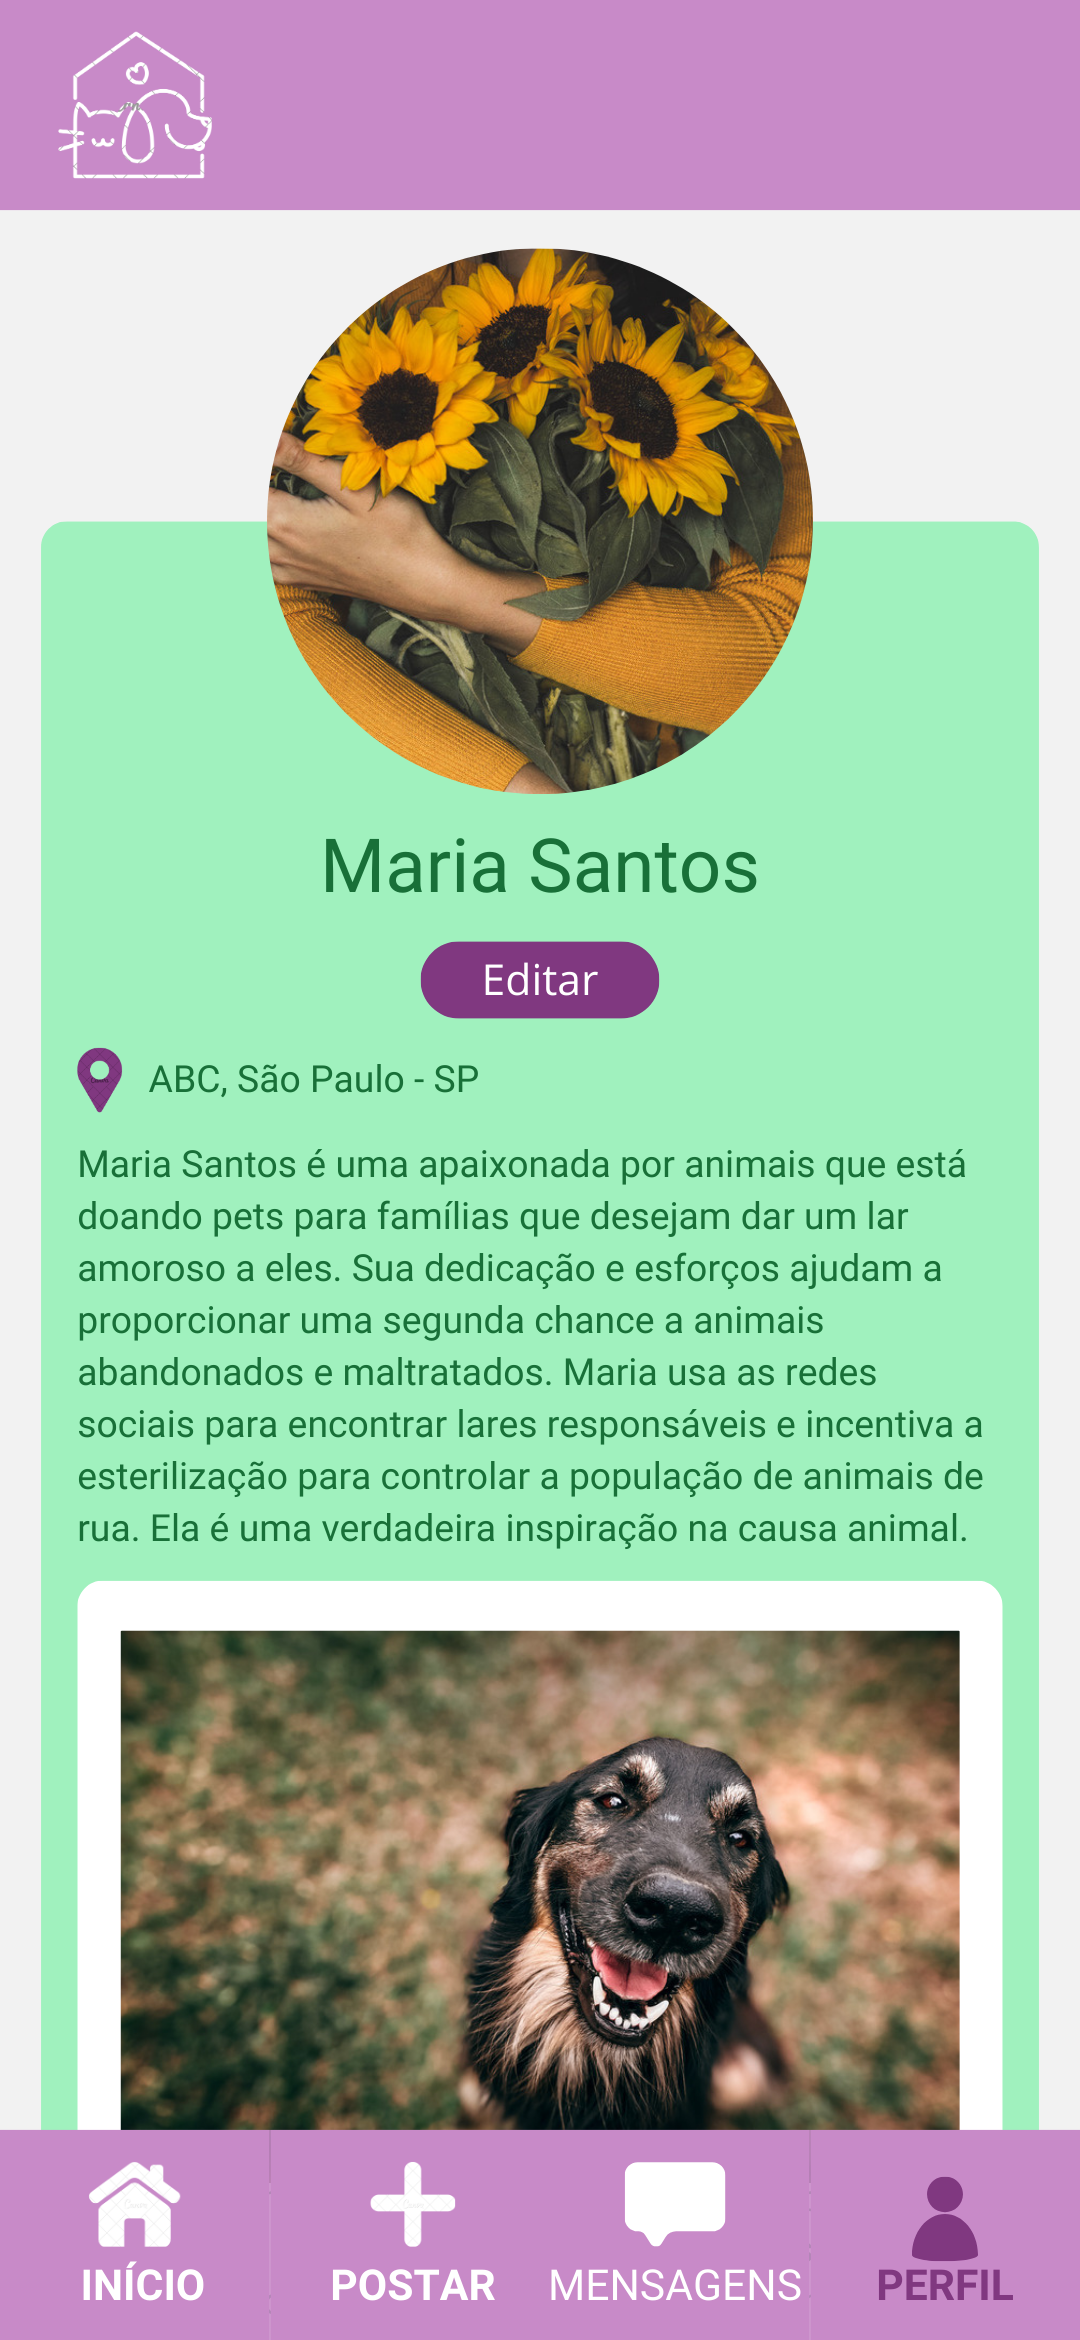 Maria Santos
Editar
ABC, São Paulo - SP
Maria Santos é uma apaixonada por animais que está
doando pets para famílias que desejam dar um lar
amoroso a eles. Sua dedicação e esforços ajudam a
proporcionar uma segunda chance a animais
abandonados e maltratados. Maria usa as redes
sociais para encontrar lares responsáveis e incentiva a
esterilização para controlar a população de animais de
rua. Ela é uma verdadeira inspiração na causa animal.
INÍCIO
POSTAR
MENSAGENS
PERFIL